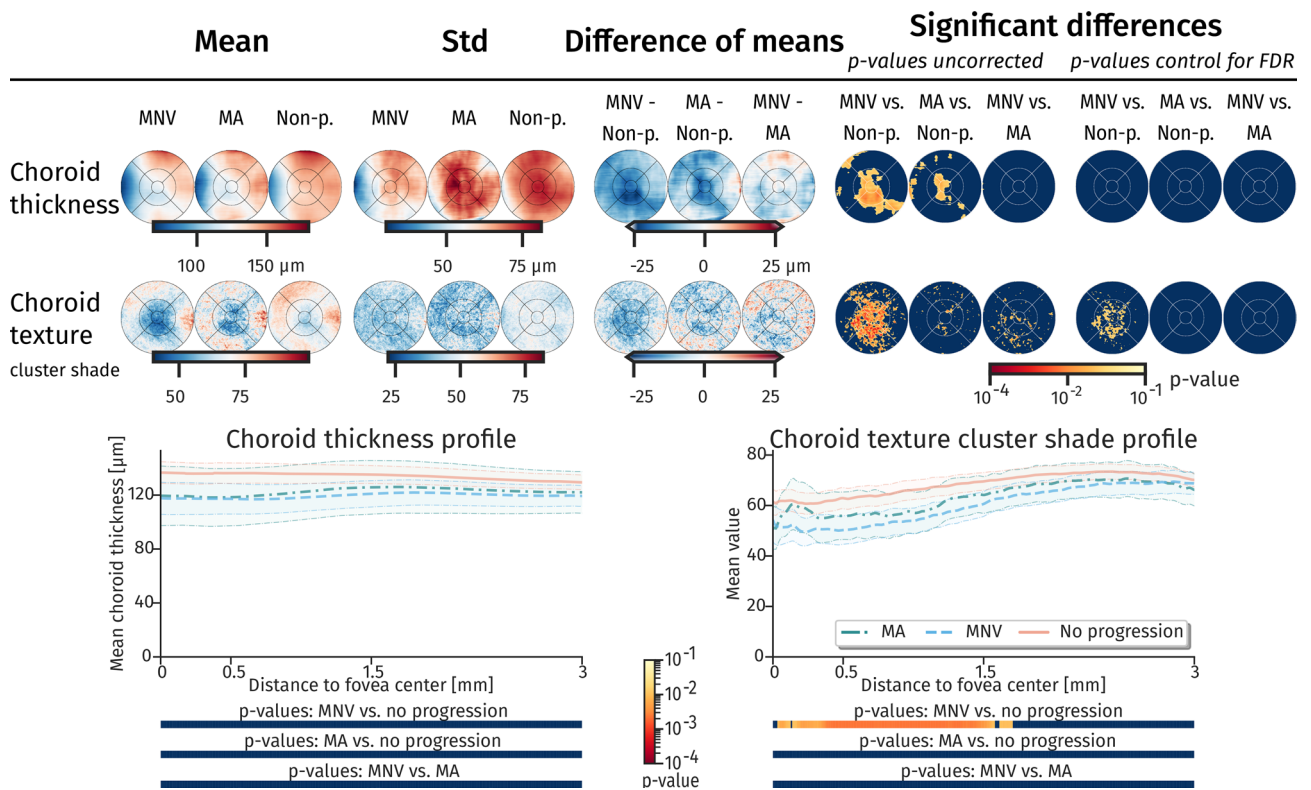 Mean Std Difference of means Significant differences
p-values uncorrected p-values control for FDR
MNV MA Non-p. MNV MA Non-p. MNV - Non-p. MA - Non-p. MNV - MA MNV vs. Non-p. MA vs. Non-p. MNV vs. MA MNV vs. Non-p. MA vs. Non-p. MNV vs. MA
Choroid
thickness
100 150 µm 50 75 µm -25 0 25 µm
Choroid
texture
cluster shade
50 75 25 50 75 -25 0 25
10-4 10-2 10-1 p-value
Choroid thickness profile
Mean choroid thickness [µm]
120
80
40
0
0 0.5 1.5 3
Distance to fovea center [mm]
p-values: MNV vs. no progression
p-values: MA vs. no progression
p-values: MNV vs. MA
10-1
10-2
10-3
10-4
p-value
Choroid texture cluster shade profile
Mean value
80
60
40
20
0
MA MNV No progression
0 0.5 1.5 3
Distance to fovea center [mm]
p-values: MNV vs. no progression
p-values: MA vs. no progression
p-values: MNV vs. MA